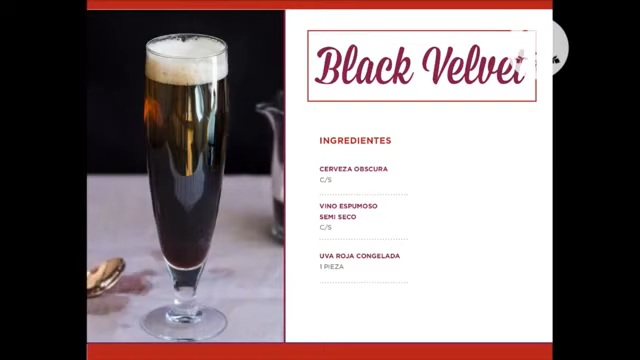 Black Velvet
INGREDIENTES
CERVEZA OBSCURA
C/S
VINO ESPUMOSO
SEMI SECO
C/S
UVA ROJA CONGELADA
1 PIEZA